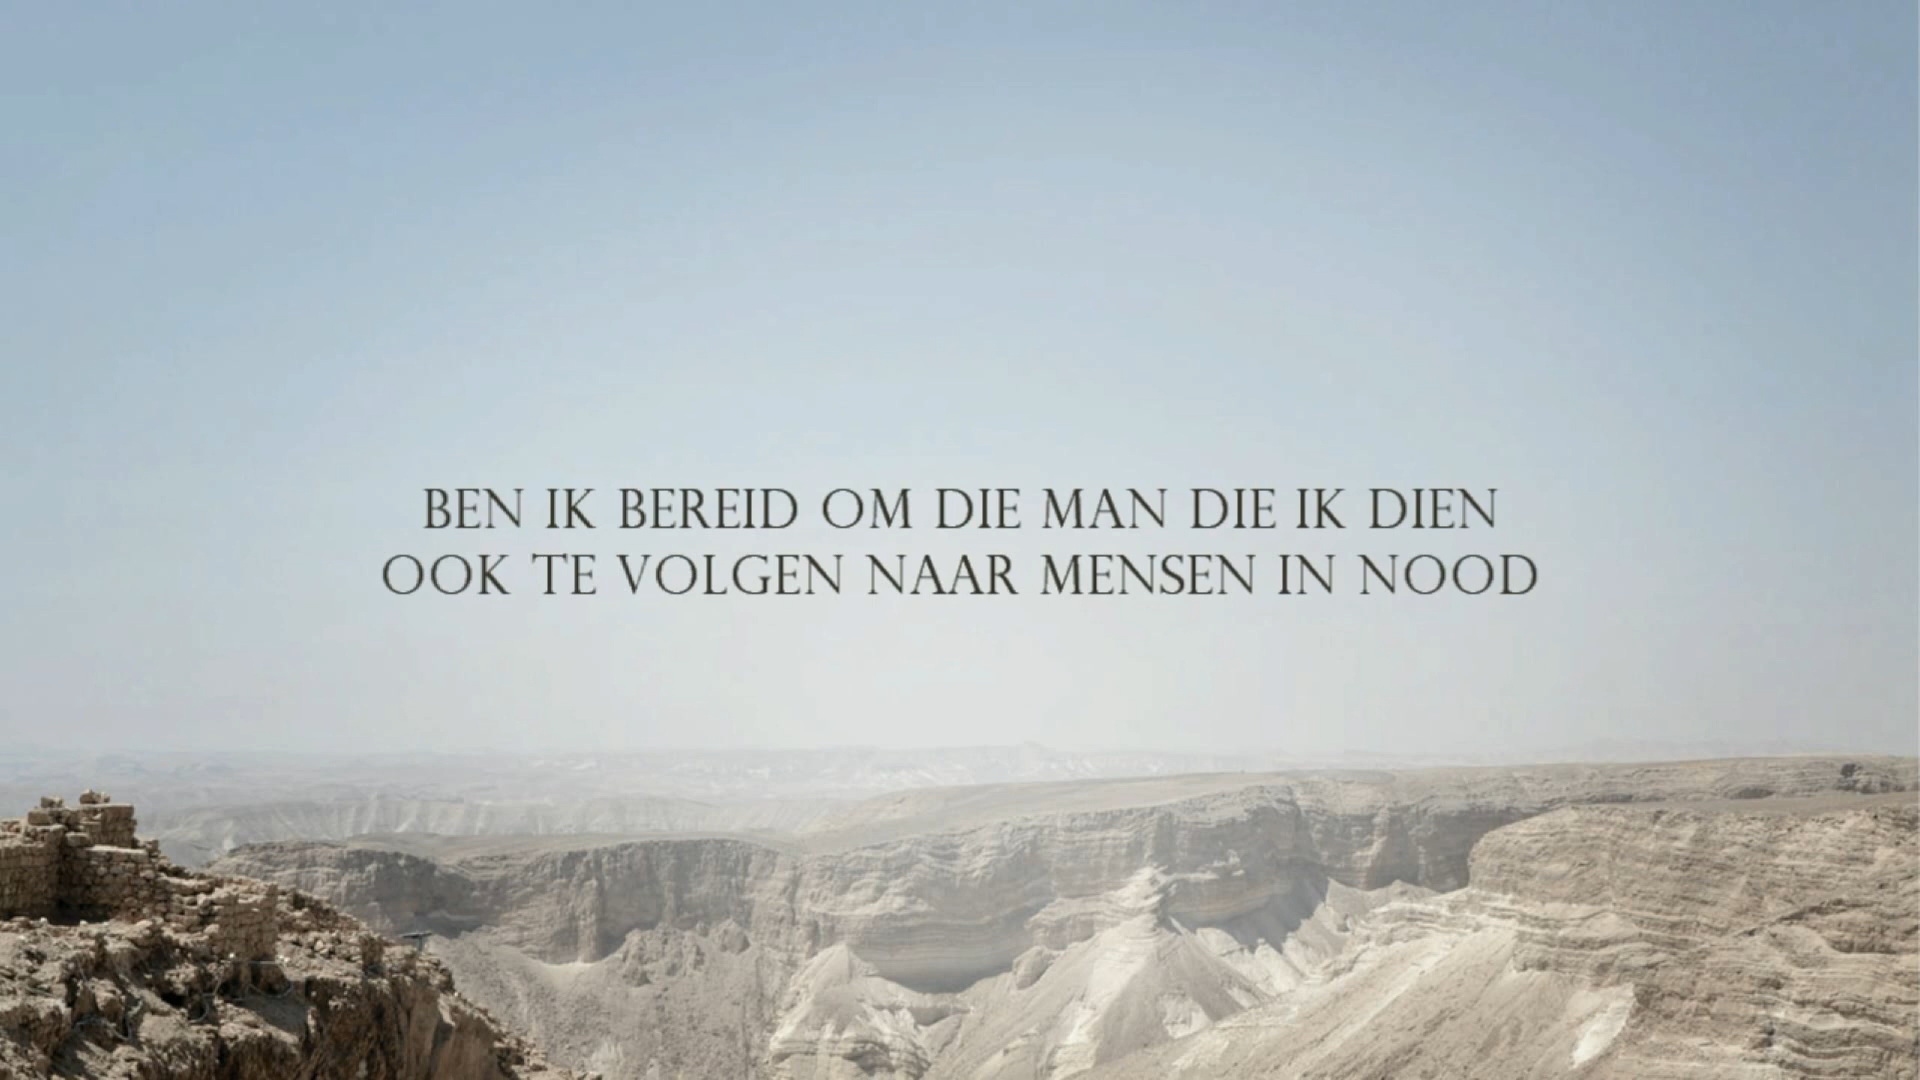 BEN IK BEREID OM DIE MAN DIE IK DIEN
OOK TE VOLGEN NAAR MENSEN IN NOOD